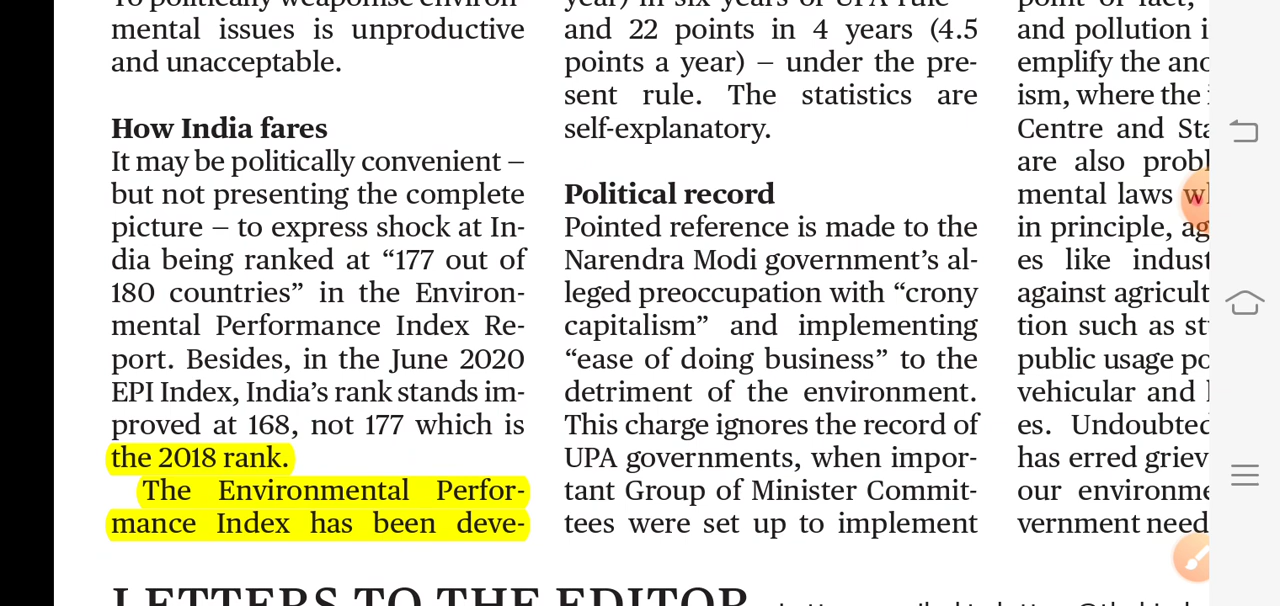 mental issues is unproductive
and unacceptable.
How India fares
It may be politically convenient –
but not presenting the complete
picture – to express shock at In-
dia being ranked at “177 out of
180 countries” in the Environ-
mental Performance Index Re-
port. Besides, in the June 2020
EPI Index, India’s rank stands im-
proved at 168, not 177 which is
the 2018 rank.
The Environmental Perfor-
mance Index has been deve-
year) in six years of UPA rule
and 22 points in 4 years (4.5
points a year) – under the pre-
sent rule. The statistics are
self-explanatory.
Political record
Pointed reference is made to the
Narendra Modi government’s al-
leged preoccupation with “crony
capitalism” and implementing
“ease of doing business” to the
detriment of the environment.
This charge ignores the record of
UPA governments, when impor-
tant Group of Minister Commit-
tees were set up to implement
and pollution
emplify the
ism, where the
Centre and
are also
mental laws
in principle,
es like
against
tion such as
public usage
vehicular and
es. Undoubted
has erred
our
vernment need
LETTERS TO THE EDITOR